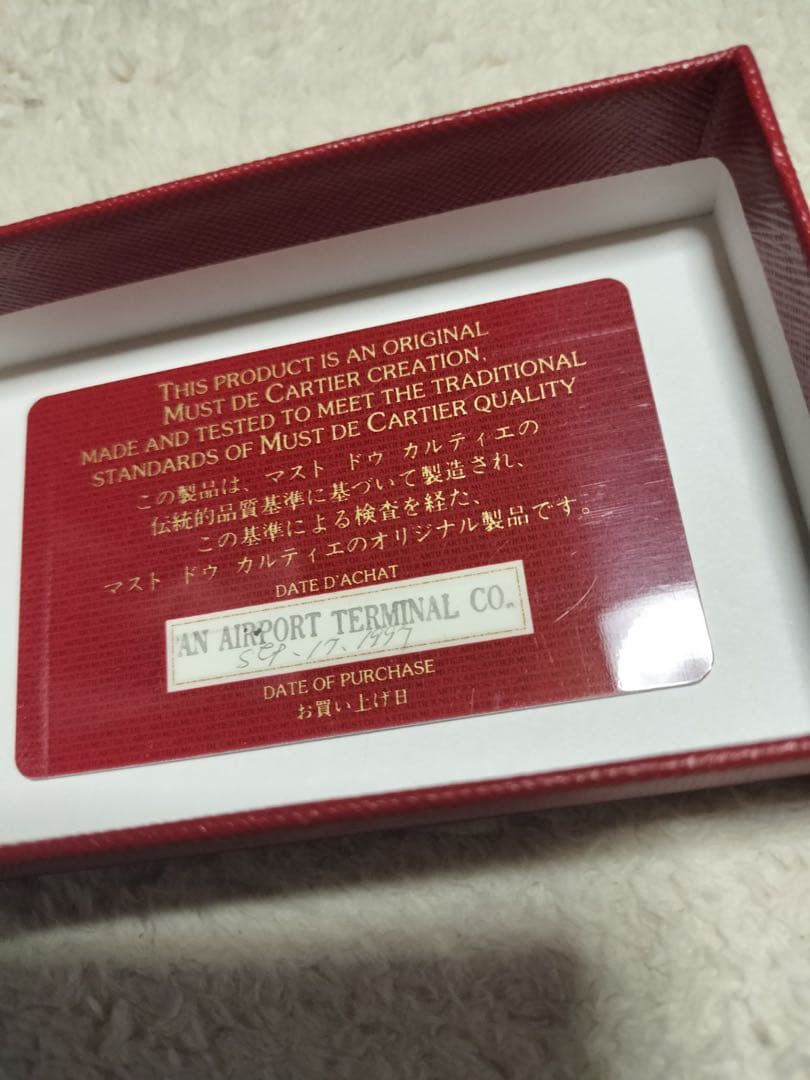 THIS PRODUCT IS AN ORIGINAL
MUST DE CARTIER CREATION,
MADE AND TESTED TO MEET THE TRADITIONAL
STANDARDS OF MUST DE CARTIER QUALITY
この製品は、マスト ドゥ カルティエの
伝統的品質基準に基づいて製造され、
この基準による検査を経た、
マスト ドゥ カルティエのオリジナル製品です。
DATE D'ACHAT
AN AIRPORT TERMINAL CO.
SEP. 17. 1997
DATE OF PURCHASE
お買い上げ日